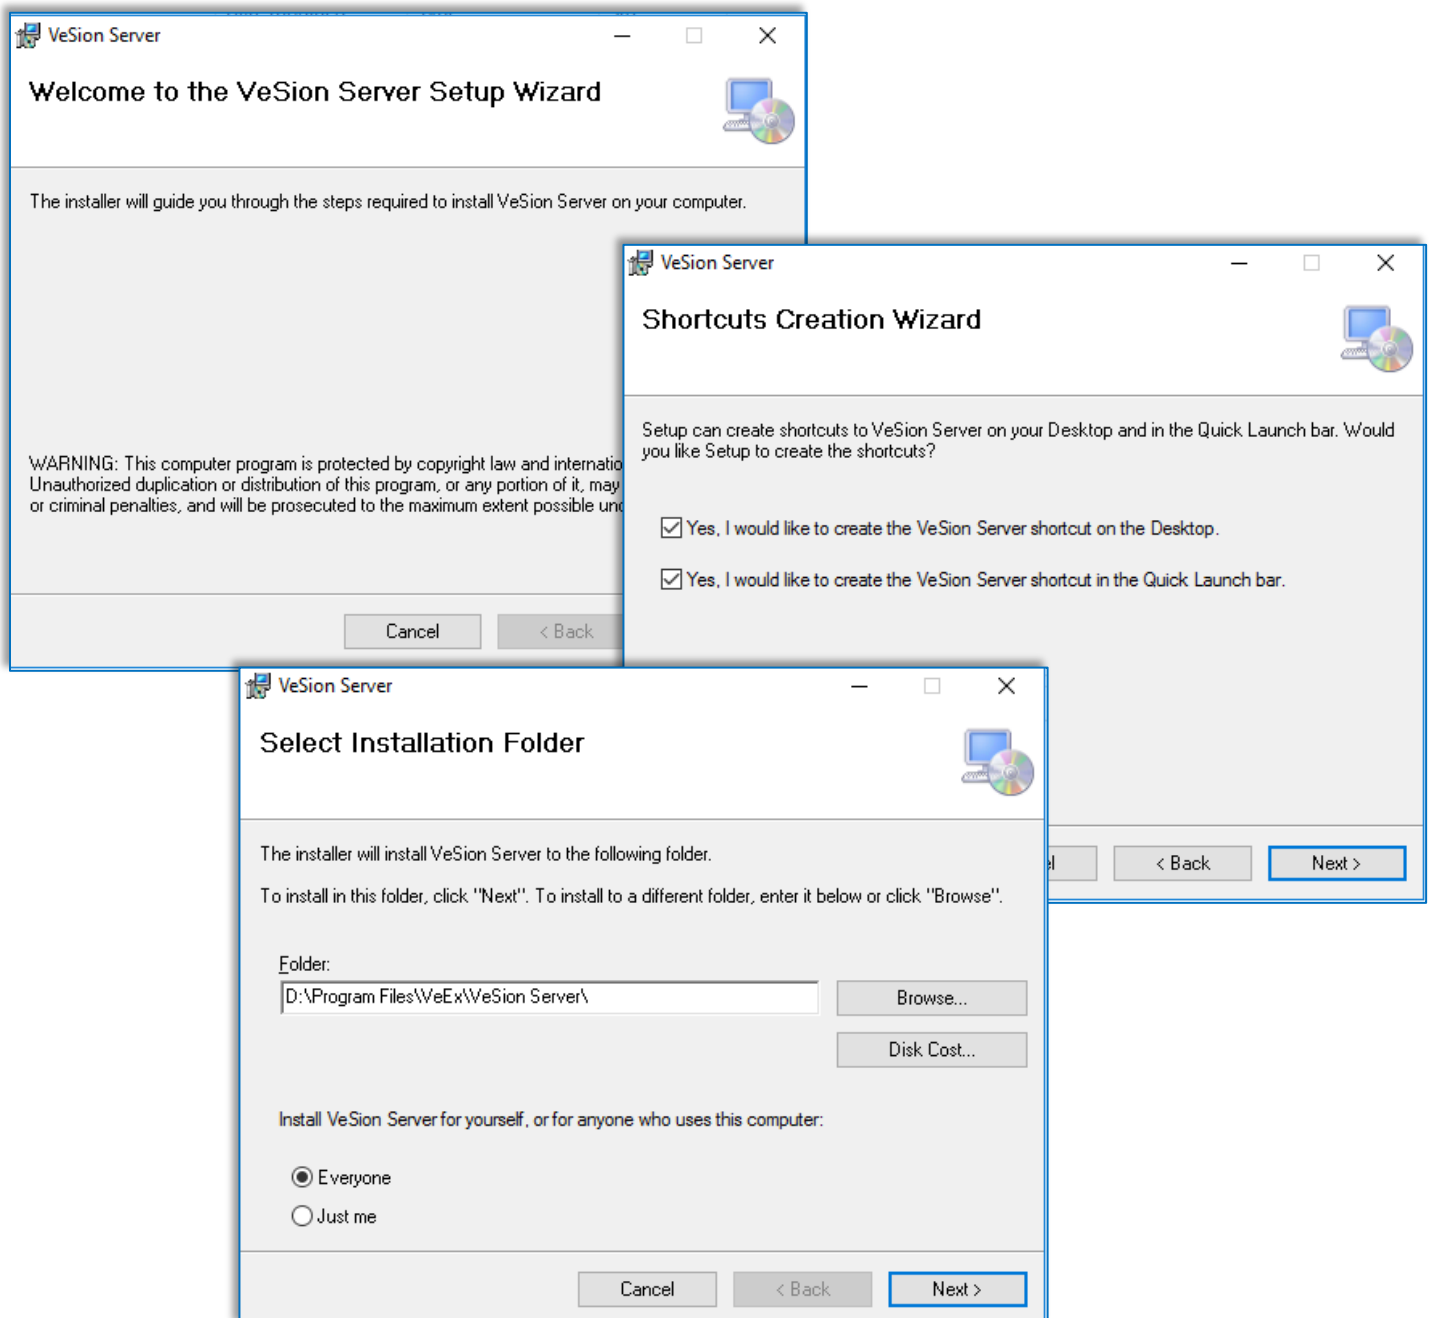 VeSion Server
Welcome to the VeSion Server Setup Wizard
The installer will guide you through the steps required to install VeSion Server on your computer.
WARNING: This computer program is protected by copyright law and
Unauthorized duplication or distribution of this program, or any portion of it, may
or criminal penalties, and will be prosecuted to the maximum extent possible
Cancel
< Back
VeSion Server
Shortcuts Creation Wizard
Setup can create shortcuts to VeSion Server on your Desktop and in the Quick Launch bar. Would
you like Setup to create the shortcuts?
Yes, I would like to create the VeSion Server shortcut on the Desktop.
Yes, I would like to create the VeSion Server shortcut in the Quick Launch bar.
< Back
Next >
VeSion Server
Select Installation Folder
The installer will install VeSion Server to the following folder.
To install in this folder, click "Next". To install to a different folder, enter it below or click "Browse".
Folder:
D:\Program Files\VeEx\VeSion Server\
Browse...
Disk Cost...
Install VeSion Server for yourself, or for anyone who uses this computer:
Everyone
Just me
Cancel
< Back
Next >